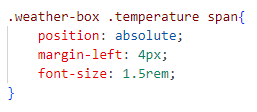 .weather-box .temperature span{
    position: absolute;
    margin-left: 4px;
    font-size: 1.5rem;
}